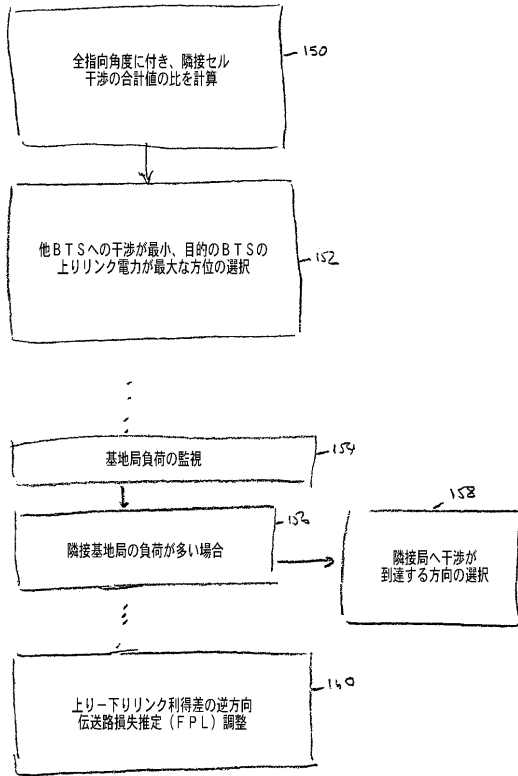 全指向角度に付き、隣接セル
干渉の合計値の比を計算
150
他ＢＴＳへの干渉が最小、目的のＢＴＳの
上りリンク電力が最大な方位の選択
152
基地局負荷の監視
154
隣接基地局の負荷が多い場合
156
158
隣接局へ干渉が
到達する方向の選択
上りー下りリンク利得差の逆方向
伝送路損失推定（ＦＰＬ）調整
160